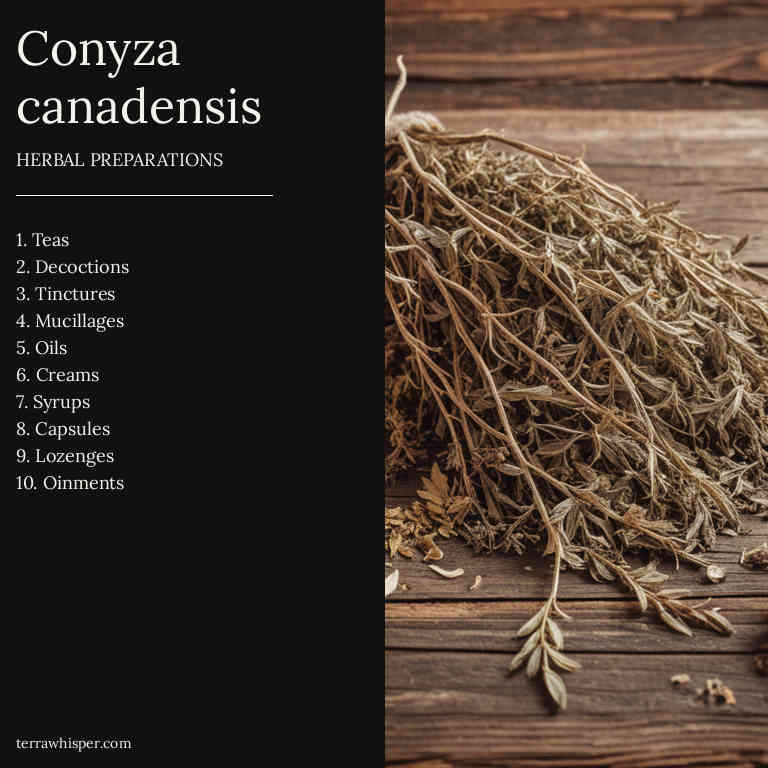 Conyza
canadensis
HERBAL PREPARATIONS
1. Teas
2. Decoctions
3. Tinctures
4. Mucillages
5. Oils
6. Creams
7. Syrups
8. Capsules
9. Lozenges
10. Oinments
terrawhisper.com